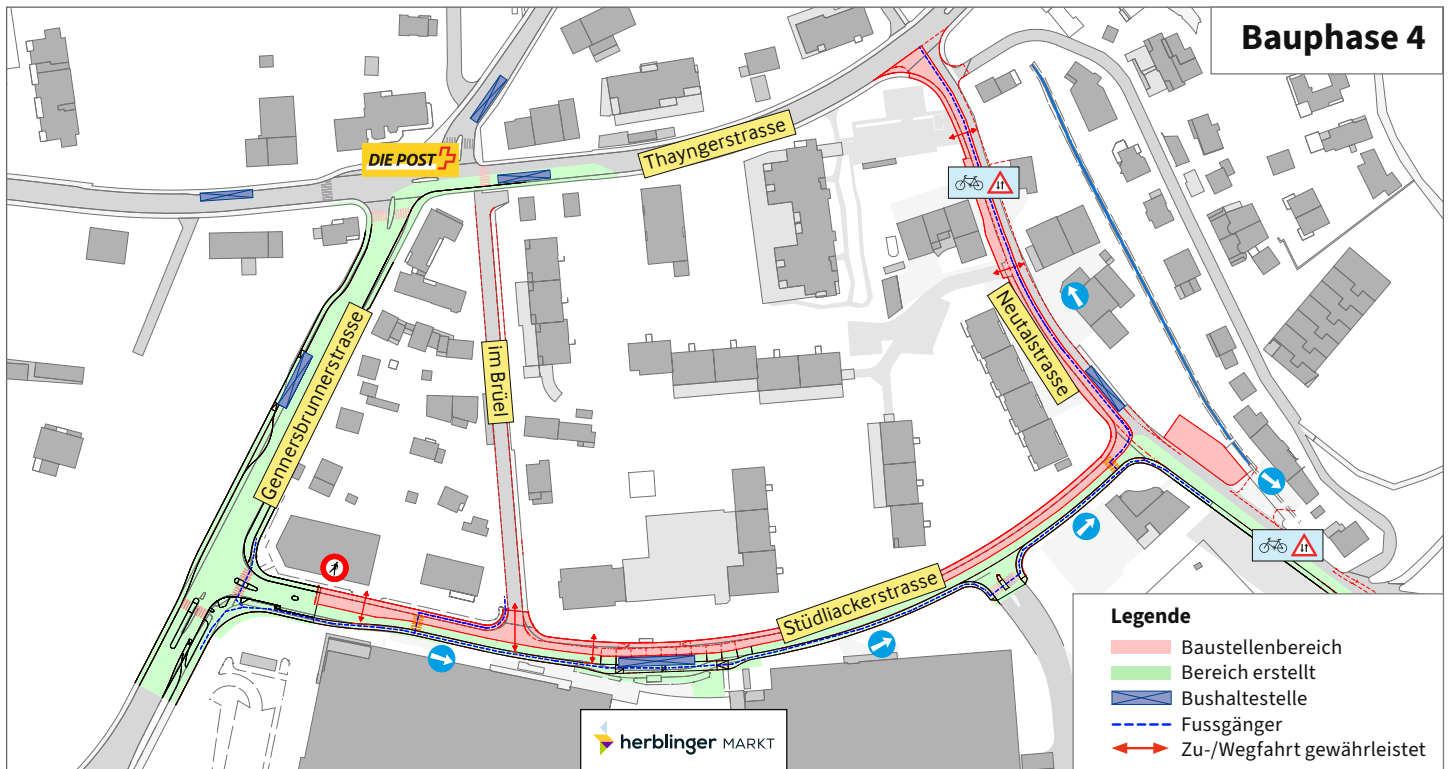 Bauphase 4
DIE POST
Thayngerstrasse
Gennersbrunnerstrasse
im Brüel
Neutalstrasse
Stüdliackerstrasse
herblinger MARKT
Legende
Baustellenbereich
Bereich erstellt
Bushaltestelle
Fussgänger
Zu-/Wegfahrt gewährleistet